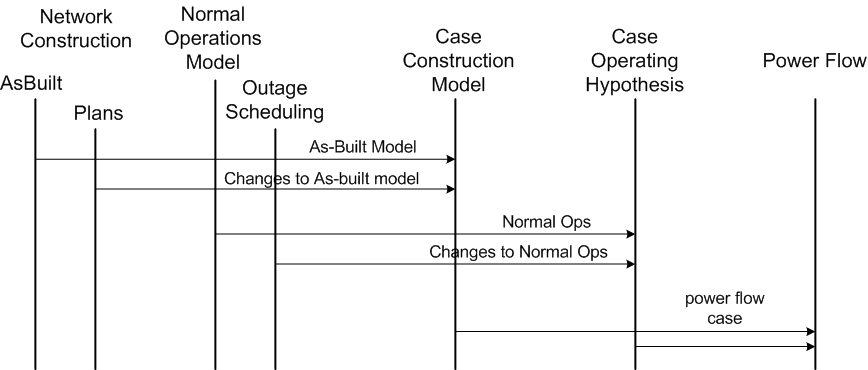 Network
Construction
Normal
Operations
Model
Case
Construction
Model
Case
Operating
Hypothesis
Power Flow
AsBuilt
Plans
Outage
Scheduling
As-Built Model
Changes to As-built model
Normal Ops
Changes to Normal Ops
power flow
case